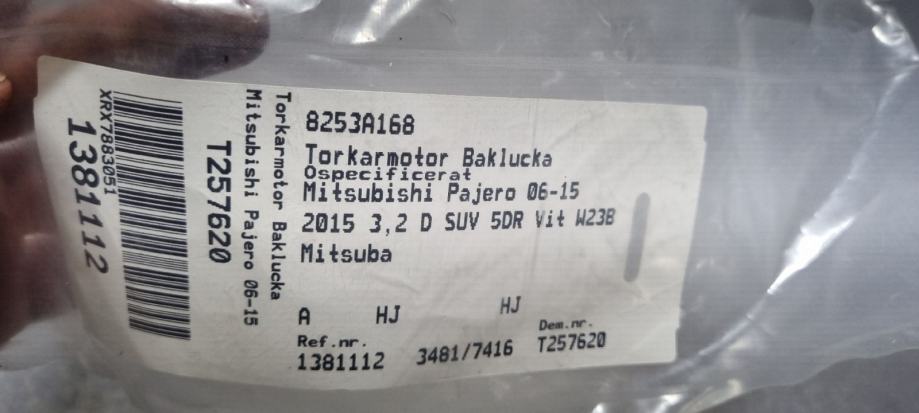 8253A168
Torkarmotor Baklucka
Ospecificerat
Mitsubishi Pajero 06-15
2015 3,2 D SUV 5DR Vit W23B
Mitsuba
A HJ HJ
Ref.nr.
1381112
3481/7416
Dem.nr.
T257620
Torkarmotor Baklucka
Mitsubishi Pajero 06-15
T257620
XRX7883051
1381112